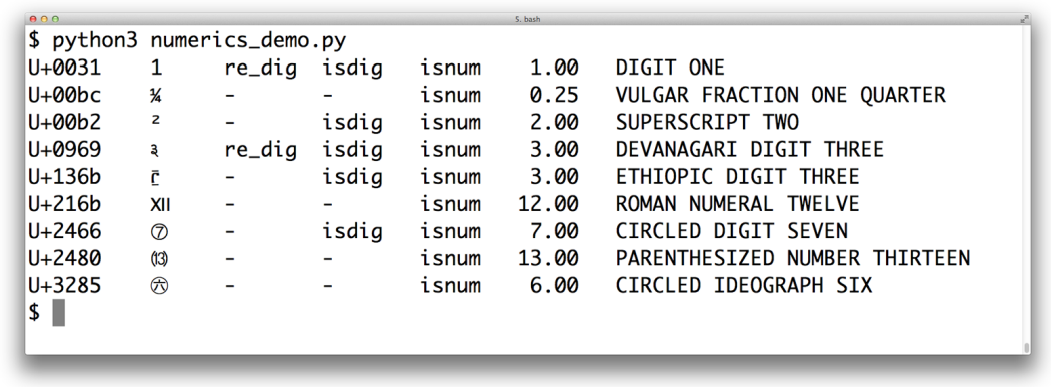 5. bash
$ python3 numerics_demo.py
U+0031 1 re_dig isdig isnum 1.00 DIGIT ONE
U+00bc ¼ - - isnum 0.25 VULGAR FRACTION ONE QUARTER
U+00b2 ² - isdig isnum 2.00 SUPERSCRIPT TWO
U+0969 ३ re_dig isdig isnum 3.00 DEVANAGARI DIGIT THREE
U+136b ፫ - isdig isnum 3.00 ETHIOPIC DIGIT THREE
U+216b Ⅻ - - isnum 12.00 ROMAN NUMERAL TWELVE
U+2466 ⑦ - isdig isnum 7.00 CIRCLED DIGIT SEVEN
U+2480 ⒀ - - isnum 13.00 PARENTHESIZED NUMBER THIRTEEN
U+3285 ㊅ - - isnum 6.00 CIRCLED IDEOGRAPH SIX
$